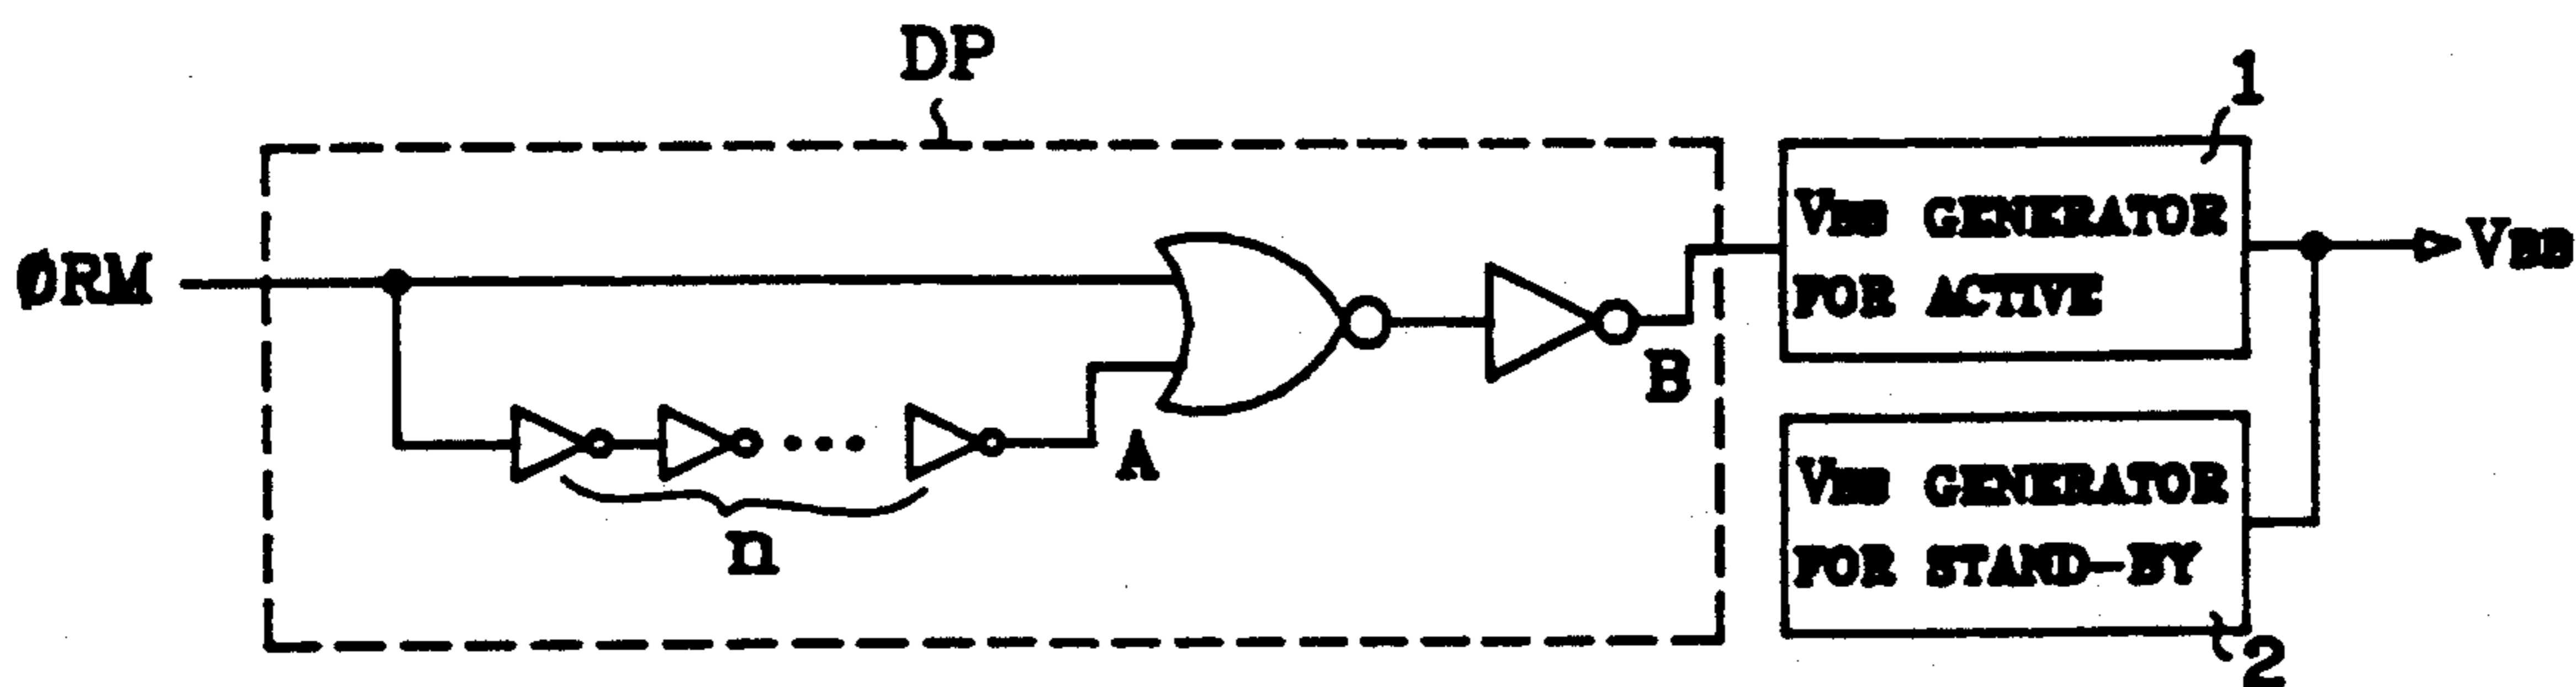 DP
1
ØRM
A
B
n
VBB GENERATOR
FOR ACTIVE
VBB
VBB GENERATOR
FOR STAND-BY
2